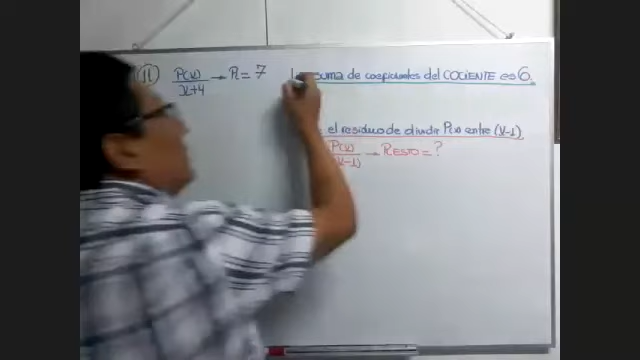 11) P(x)/x+4 → R = 7 suma de coeficientes del COCIENTE es 6.
el residuo de dividir P(x) entre (x-1)
P(x)/(x-1) → RESTO = ?